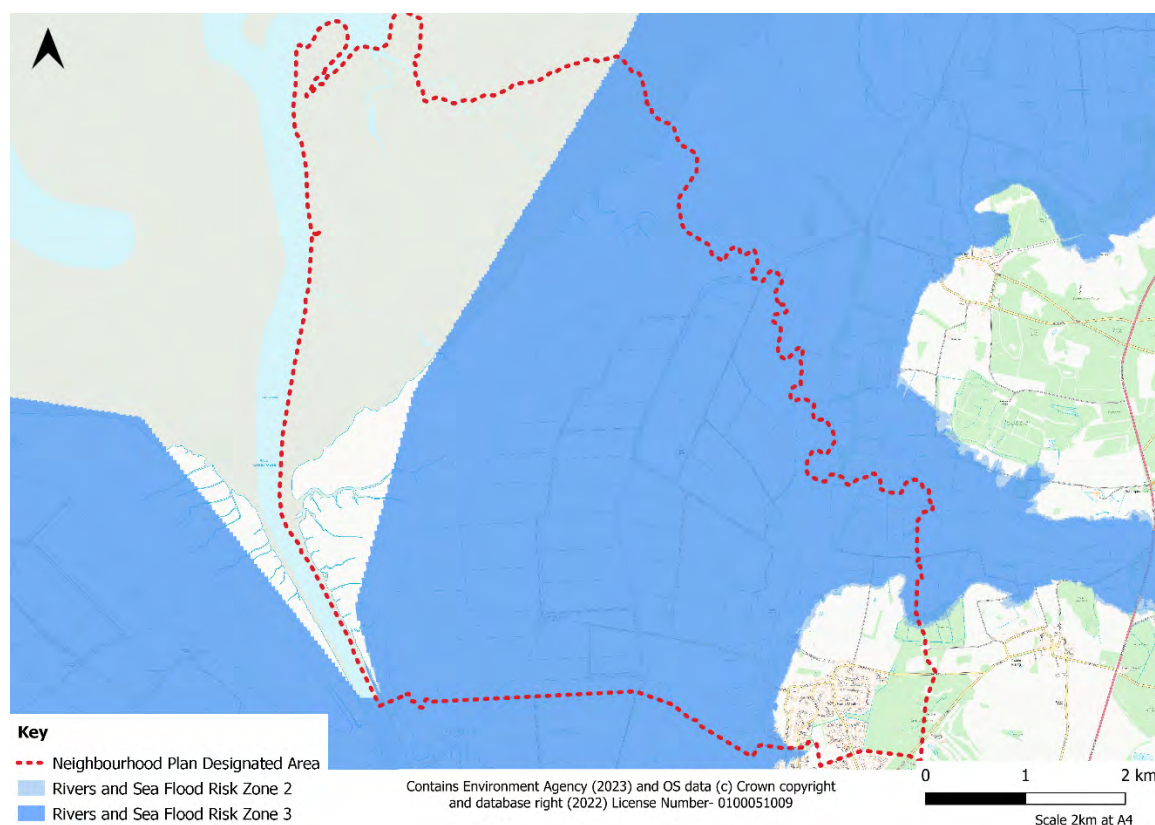 Key
Neighbourhood Plan Designated Area
Rivers and Sea Flood Risk Zone 2
Rivers and Sea Flood Risk Zone 3
Contains Environment Agency (2023) and OS data (c) Crown copyright
and database right (2022) License Number- 0100051009
0 1 2 km
Scale 2km at A4